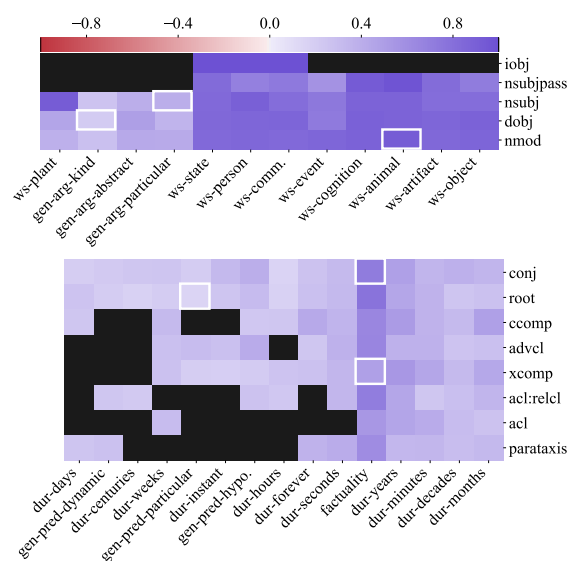 −0.8 −0.4 0.0 0.4 0.8
iobj
nsubjpass
nsubj
dobj
nmod
ws-plant
gen-arg-kind
gen-arg-abstract
gen-arg-particular
ws-state
ws-person
ws-comm.
ws-event
ws-cognition
ws-animal
ws-artifact
ws-object
conj
root
ccomp
advcl
xcomp
acl:relcl
acl
parataxis
dur-days
gen-pred-dynamic
dur-centuries
dur-weeks
gen-pred-particular
dur-instant
gen-pred-hypo.
dur-hours
dur-forever
dur-seconds
factuality
dur-years
dur-minutes
dur-decades
dur-months